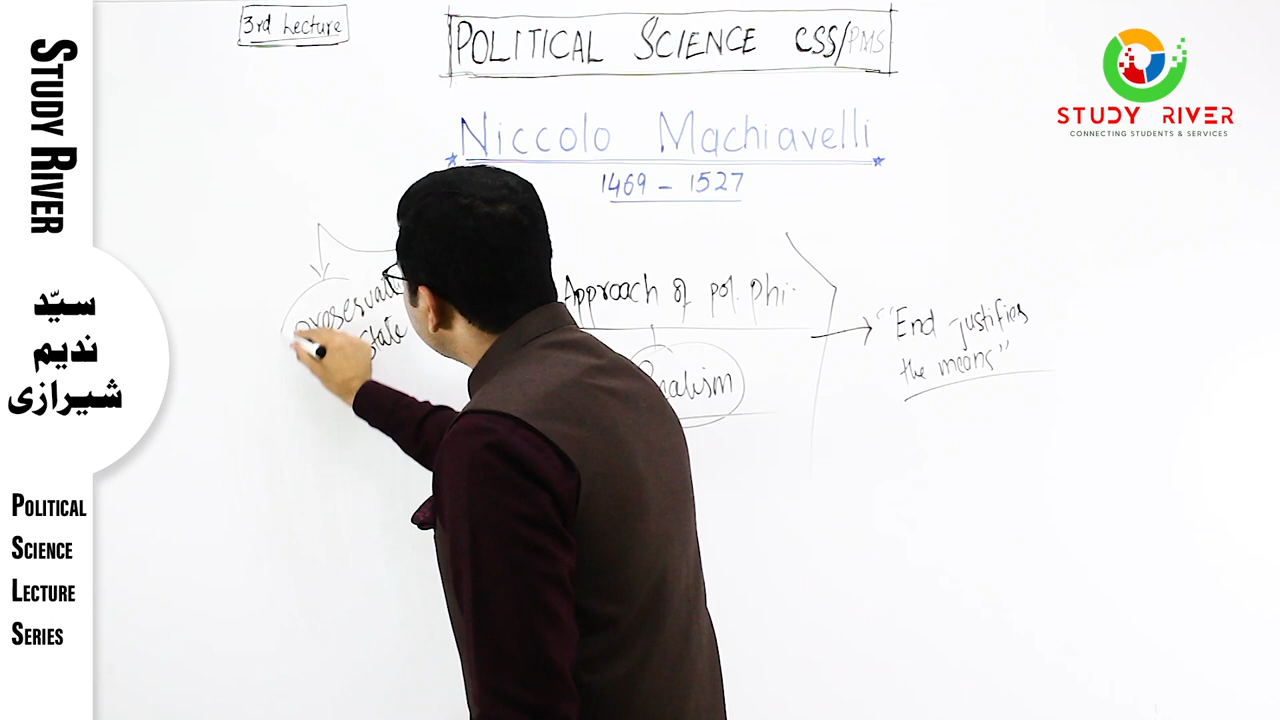 3rd Lecture
POLITICAL SCIENCE CSS/PMS
Niccolo Machiavelli
1469 – 1527
Approach of pol. phi.
State
"End justifies
the means"
STUDY RIVER
سیّد
ندیم
شیرازی
POLITICAL
SCIENCE
LECTURE
SERIES
STUDY RIVER
CONNECTING STUDENTS & SERVICES